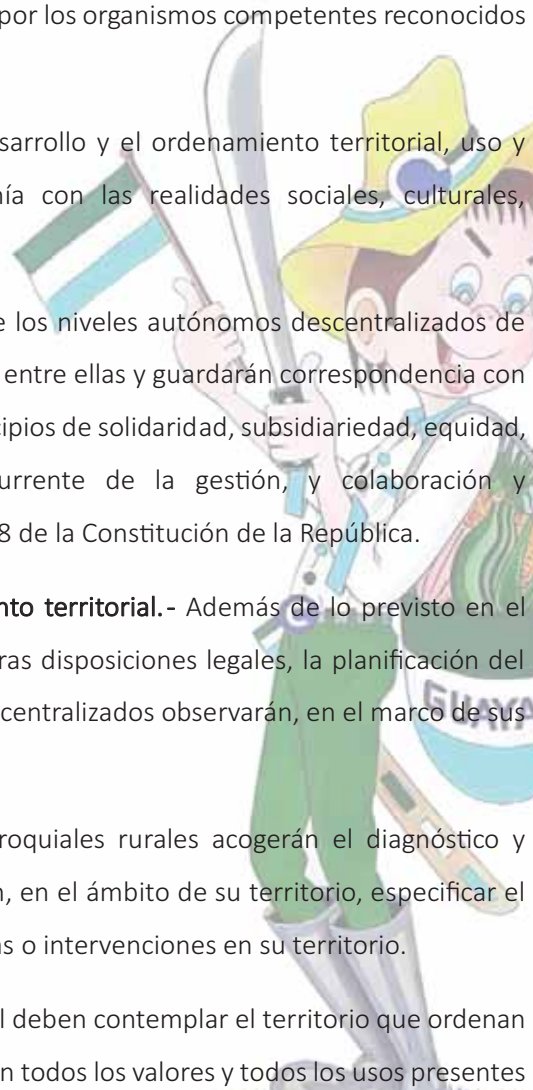 por los organismos competentes reconocidos
sarrollo y el ordenamiento territorial, uso y
nía con las realidades sociales, culturales,
e los niveles autónomos descentralizados de
entre ellas y guardarán correspondencia con
cipios de solidaridad, subsidiariedad, equidad,
urrente de la gestión, y colaboración y
8 de la Constitución de la República.
nto territorial.- Además de lo previsto en el
ras disposiciones legales, la planificación del
centralizados observarán, en el marco de sus
GUAYA
roquiales rurales acogerán el diagnóstico y
n, en el ámbito de su territorio, especificar el
as o intervenciones en su territorio.
l deben contemplar el territorio que ordenan
n todos los valores y todos los usos presentes